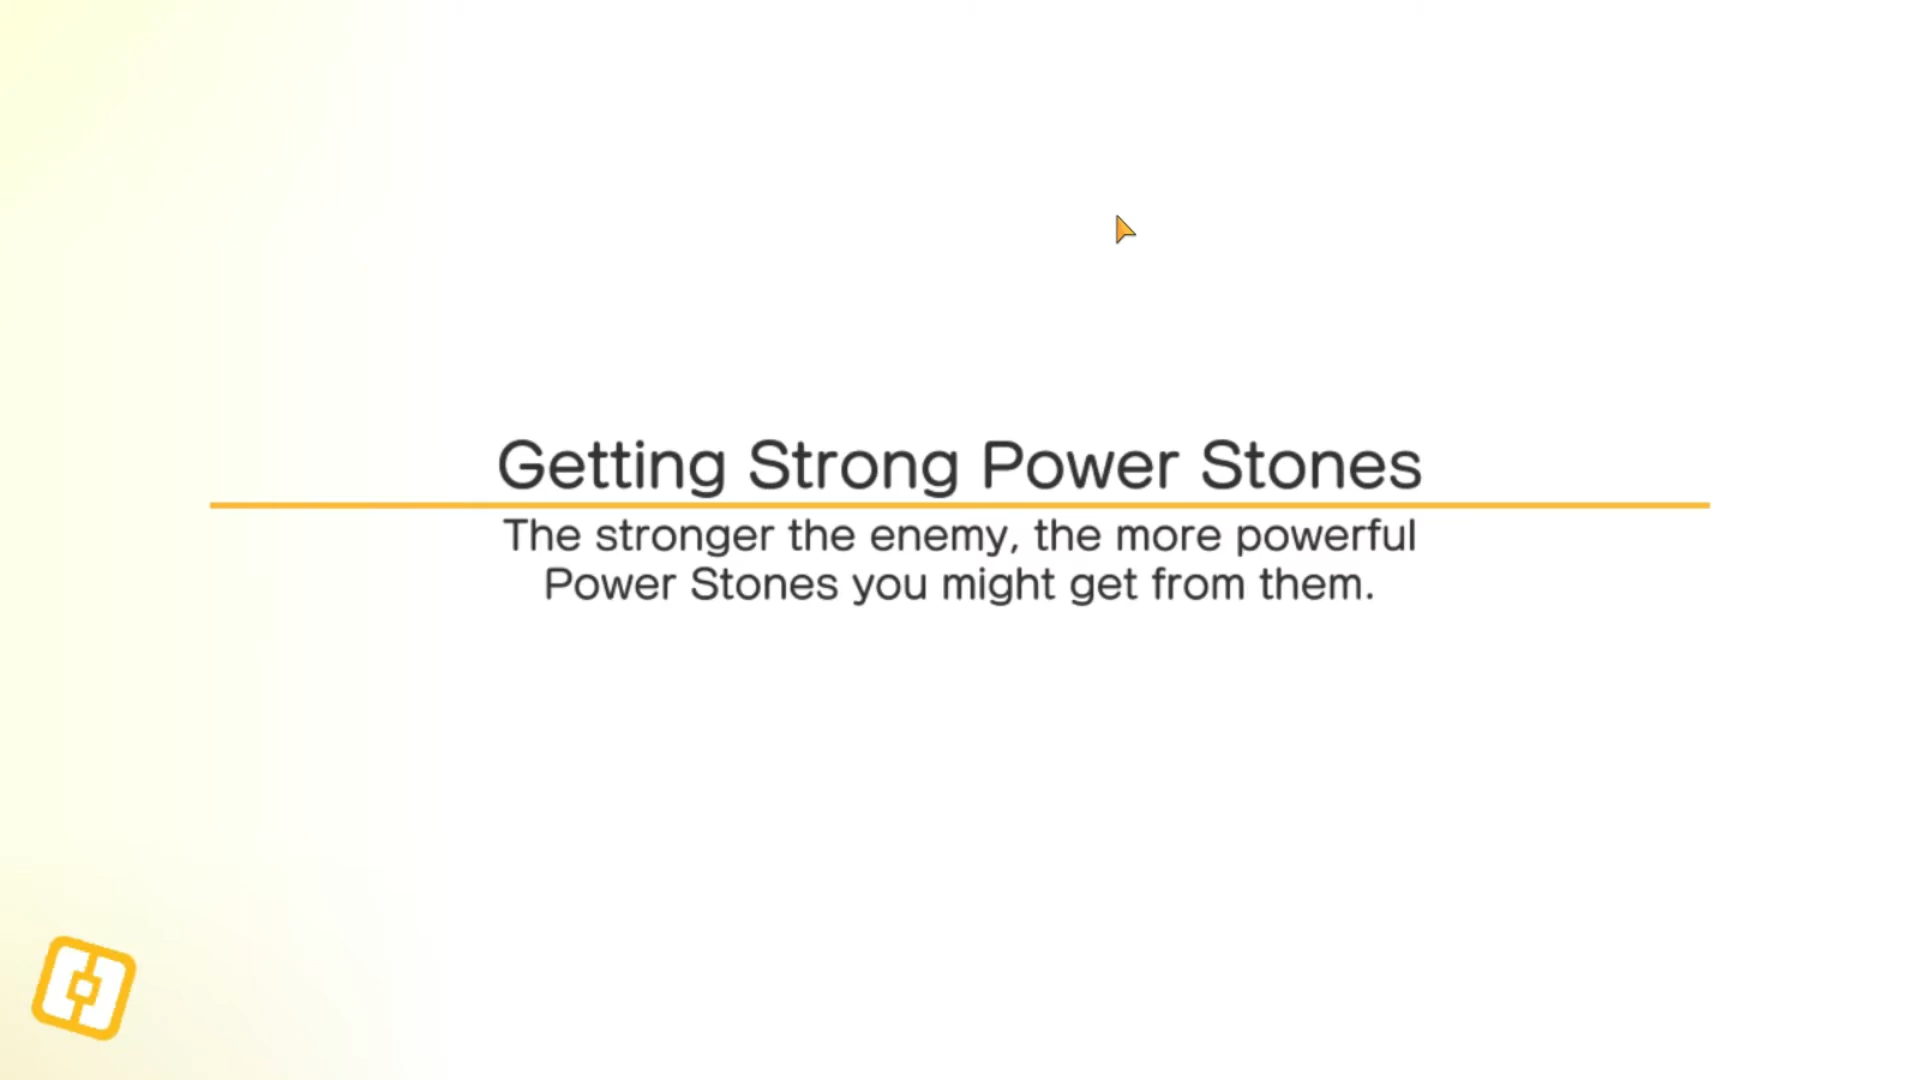 Getting Strong Power Stones
The stronger the enemy, the more powerful
Power Stones you might get from them.